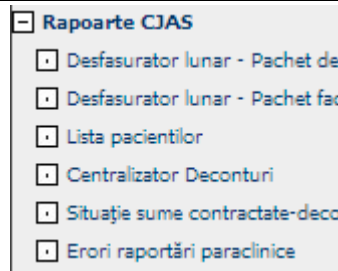 Rapoarte CJAS
Desfasurator lunar - Pachet de
Desfasurator lunar - Pachet fac
Lista pacientilor
Centralizator Deconturi
Situație sume contractate-deco
Erori raportări paraclinice